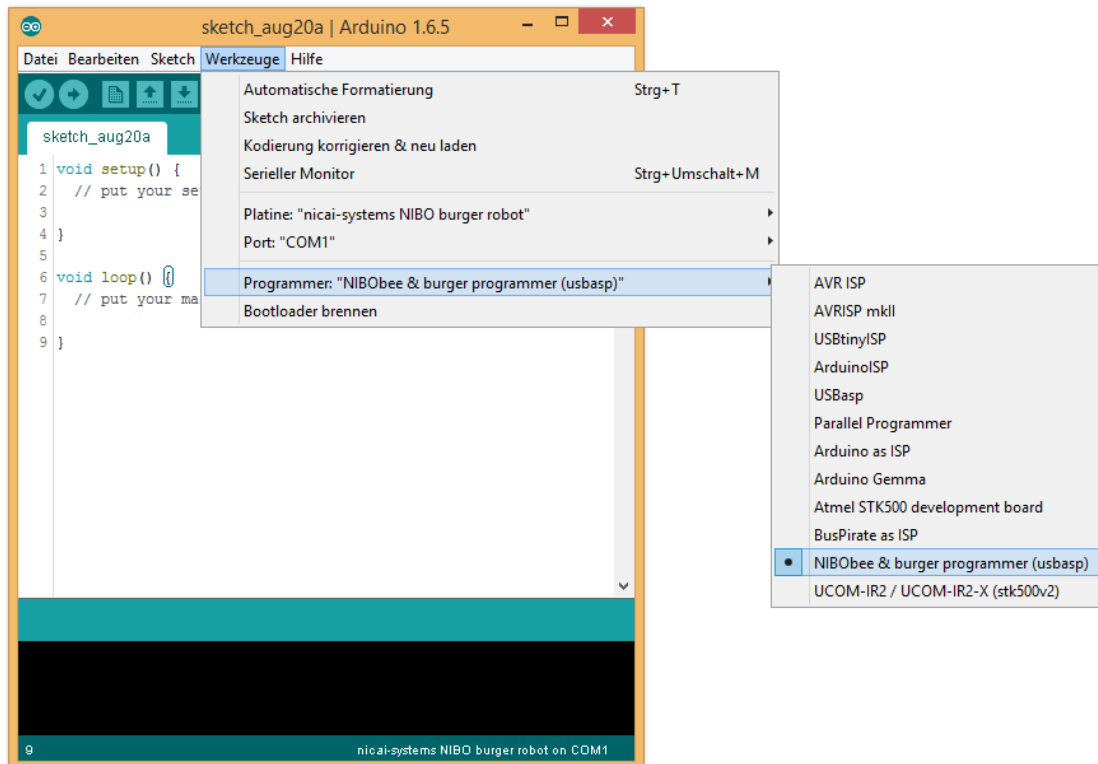 sketch_aug20a | Arduino 1.6.5
Datei Bearbeiten Sketch Werkzeuge Hilfe
Automatische Formatierung Strg+T
Sketch archivieren
Kodierung korrigieren & neu laden
Serieller Monitor Strg+Umschalt+M
Platine: "nicai-systems NIBO burger robot"
Port: "COM1"
Programmer: "NIBObee & burger programmer (usbasp)"
Bootloader brennen
AVR ISP
AVRISP mkII
USBtinyISP
ArduinoISP
USBasp
Parallel Programmer
Arduino as ISP
Arduino Gemma
Atmel STK500 development board
BusPirate as ISP
NIBObee & burger programmer (usbasp)
UCOM-IR2 / UCOM-IR2-X (stk500v2)
sketch_aug20a
1 void setup() {
2 // put your se
3
4 }
5
6 void loop() {
7 // put your ma
8
9 }
9 nicai-systems NIBO burger robot on COM1